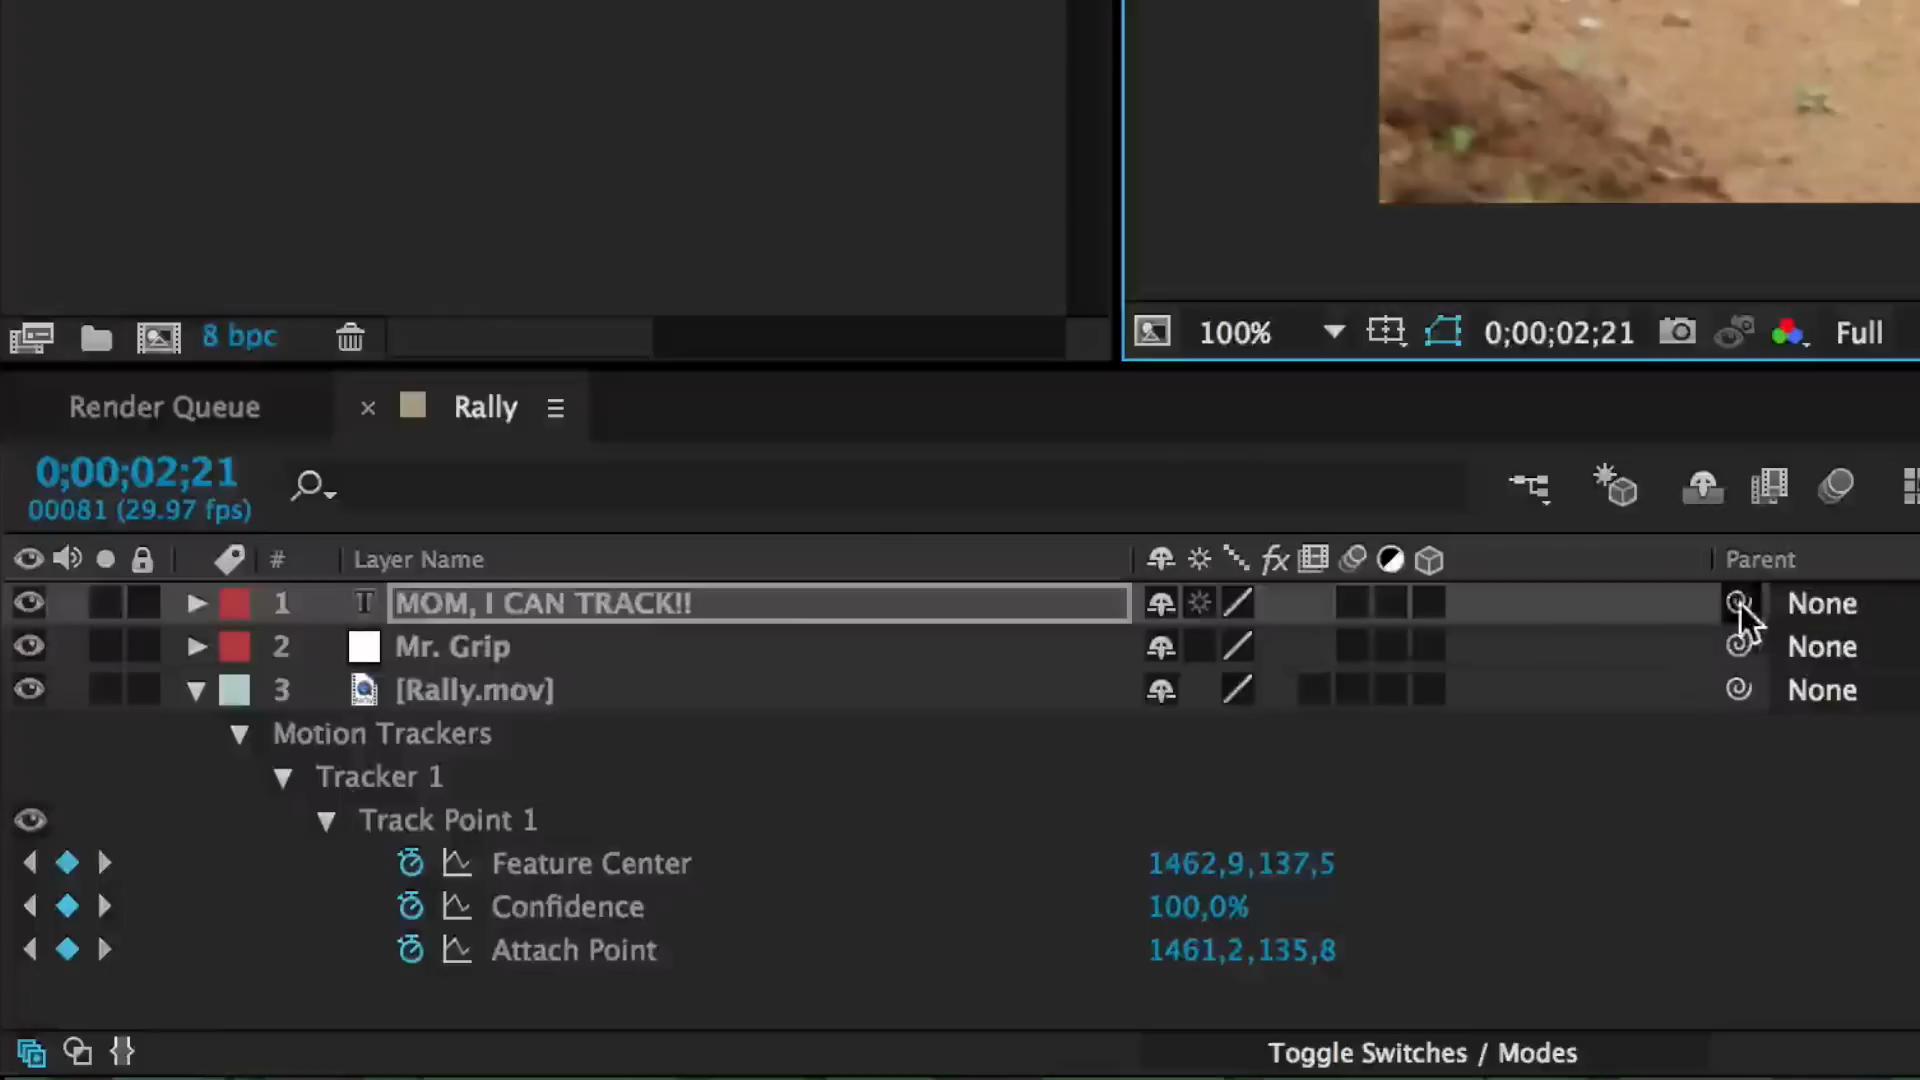 8 bpc
100%
0;00;02;21
Full
Render Queue
Rally
0;00;02;21
00081 (29.97 fps)
# Layer Name
fx
Parent
1 T MOM, I CAN TRACK!! None
2 Mr. Grip None
3 [Rally.mov] None
Motion Trackers
Tracker 1
Track Point 1
Feature Center 1462,9,137,5
Confidence 100,0%
Attach Point 1461,2,135,8
Toggle Switches / Modes